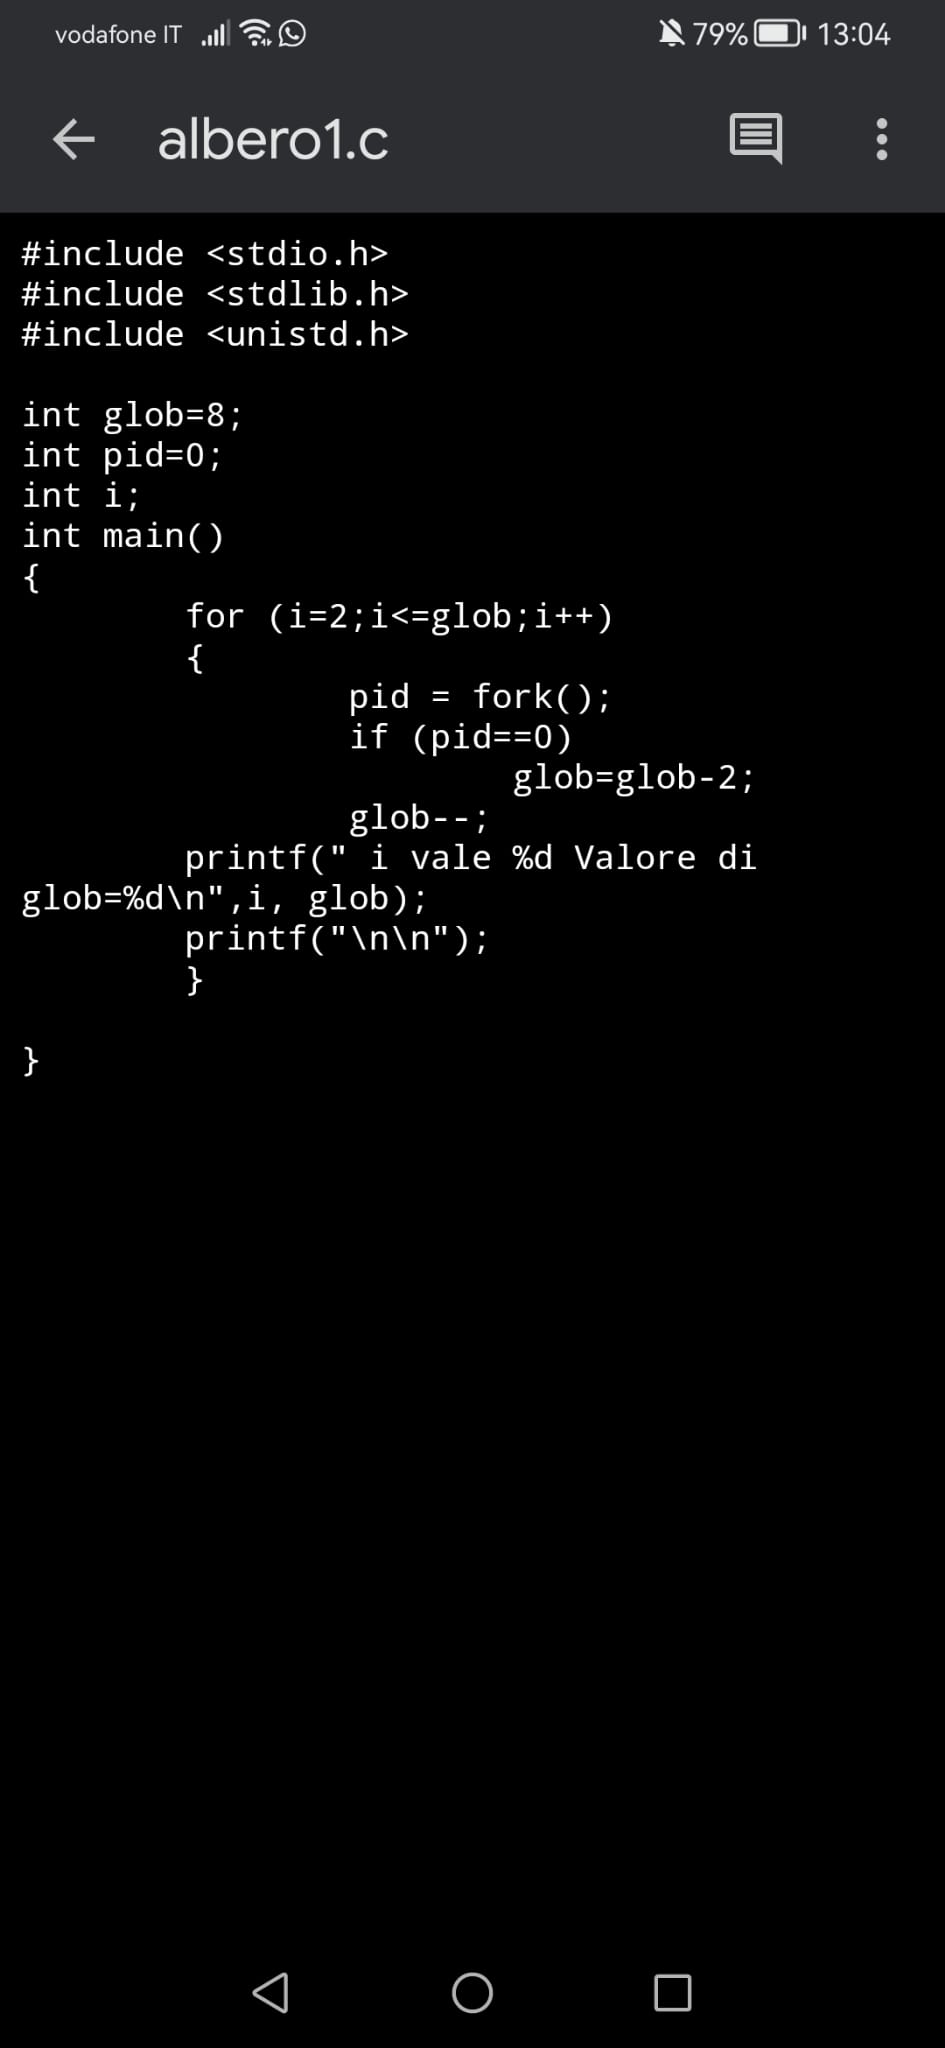 vodafone IT 79% 13:04
albero1.c
#include <stdio.h>
#include <stdlib.h>
#include <unistd.h>
int glob=8;
int pid=0;
int i;
int main()
{
for (i=2;i<=glob;i++)
{
pid = fork();
if (pid==0)
glob=glob-2;
glob--;
printf(" i vale %d Valore di
glob=%d\n",i, glob);
printf("\n\n");
}
}